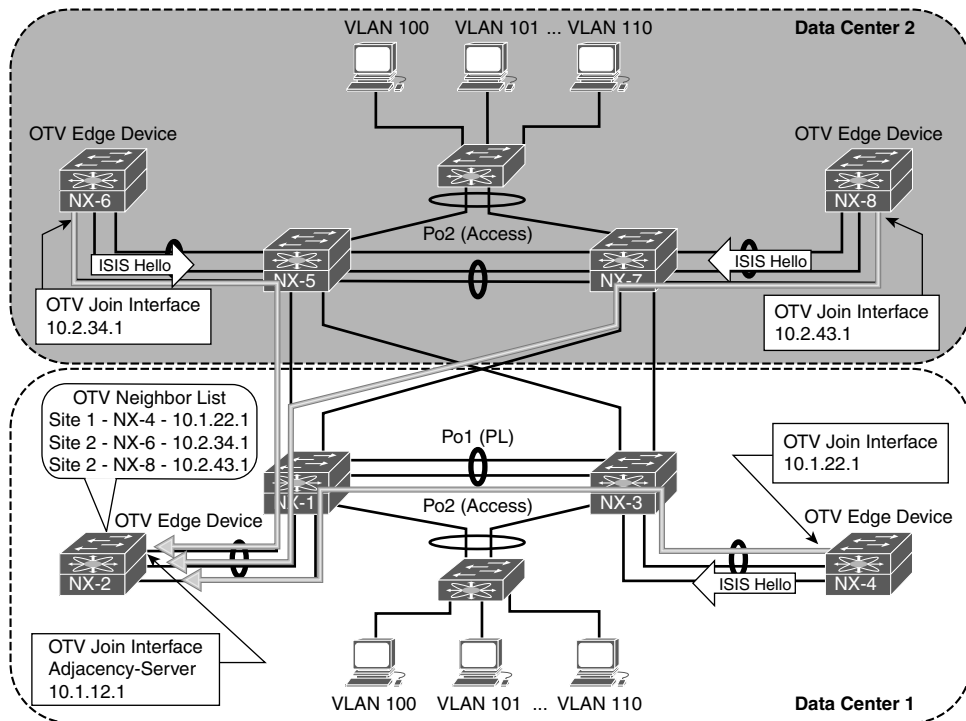 VLAN 100
VLAN 101 ... VLAN 110
Data Center 2
OTV Edge Device
NX-6
OTV Edge Device
NX-8
Po2 (Access)
ISIS Hello
NX-5
NX-7
ISIS Hello
OTV Join Interface
10.2.34.1
OTV Join Interface
10.2.43.1
OTV Neighbor List
Site 1 - NX-4 - 10.1.22.1
Site 2 - NX-6 - 10.2.34.1
Site 2 - NX-8 - 10.2.43.1
Po1 (PL)
OTV Join Interface
10.1.22.1
NX-1
NX-3
Po2 (Access)
OTV Edge Device
NX-2
OTV Edge Device
NX-4
ISIS Hello
OTV Join Interface
Adjacency-Server
10.1.12.1
VLAN 100
VLAN 101 ... VLAN 110
Data Center 1